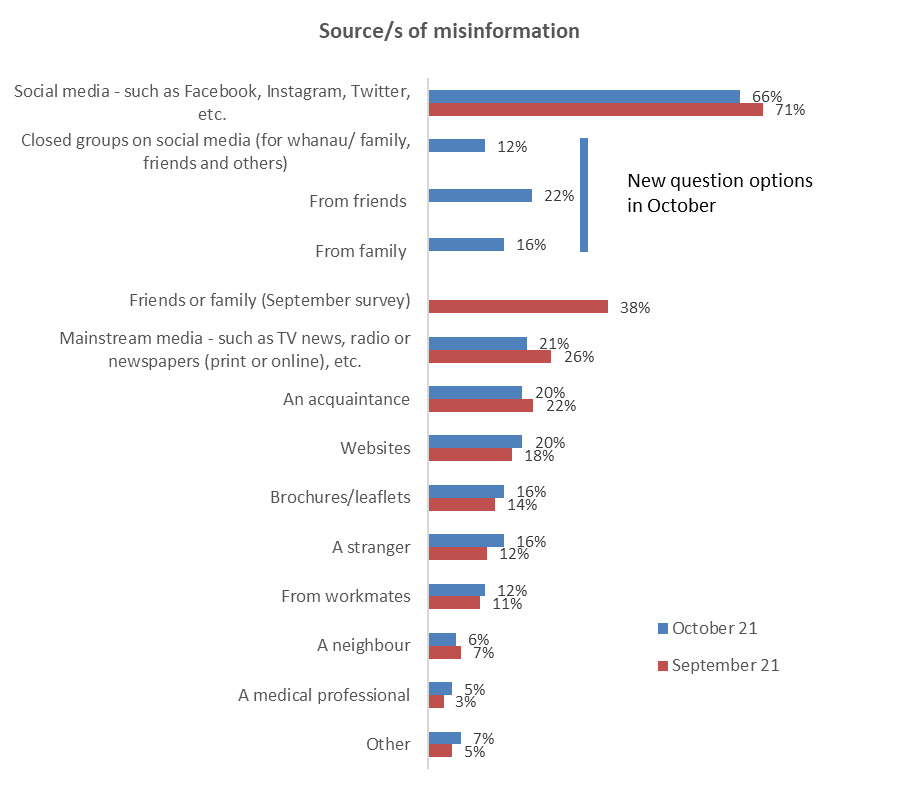 Source/s of misinformation
Social media - such as Facebook, Instagram, Twitter,
etc.
66%
71%
Closed groups on social media (for whanau/ family,
friends and others)
12%
From friends
22%
From family
16%
New question options
in October
Friends or family (September survey)
38%
Mainstream media - such as TV news, radio or
newspapers (print or online), etc.
21%
26%
An acquaintance
20%
22%
Websites
20%
18%
Brochures/leaflets
16%
14%
A stranger
16%
12%
From workmates
12%
11%
A neighbour
6%
7%
A medical professional
5%
3%
Other
7%
5%
October 21
September 21